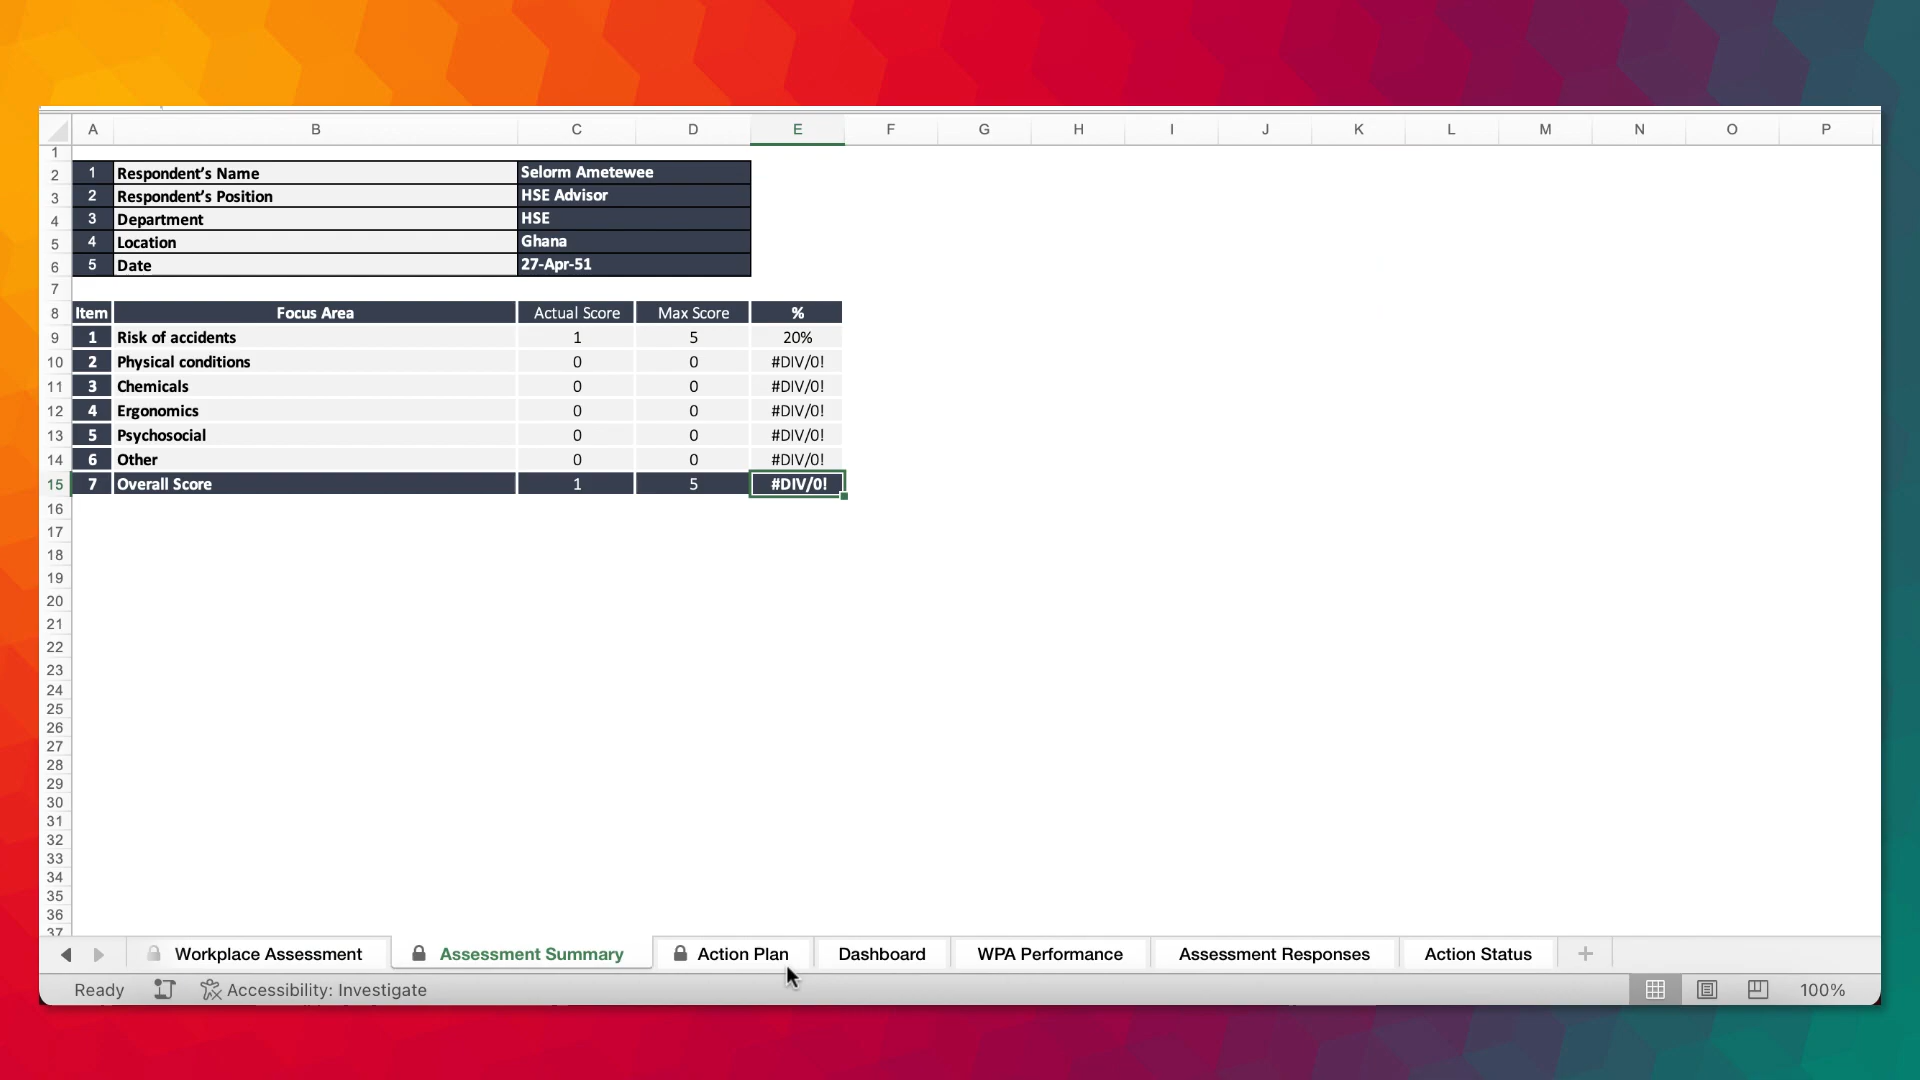 A B C D E F G H I J K L M N O P
1
2 1 Respondent’s Name Selorm Ametewee
3 2 Respondent’s Position HSE Advisor
4 3 Department HSE
5 4 Location Ghana
6 5 Date 27-Apr-51
7
8 Item Focus Area Actual Score Max Score %
9 1 Risk of accidents 1 5 20%
10 2 Physical conditions 0 0 #DIV/0!
11 3 Chemicals 0 0 #DIV/0!
12 4 Ergonomics 0 0 #DIV/0!
13 5 Psychosocial 0 0 #DIV/0!
14 6 Other 0 0 #DIV/0!
15 7 Overall Score 1 5 #DIV/0!
16
17
18
19
20
21
22
23
24
25
26
27
28
29
30
31
32
33
34
35
36
37
Workplace Assessment Assessment Summary Action Plan Dashboard WPA Performance Assessment Responses Action Status
Ready Accessibility: Investigate 100%